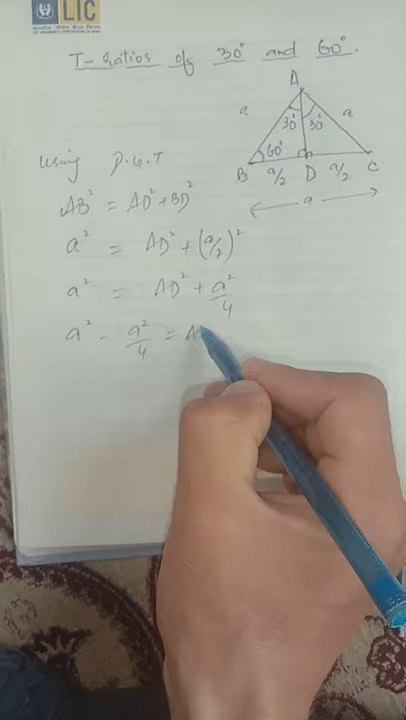 LIC
T-ratios of 30° and 60°.
A
a 30° 30° a
60°
B a/2 D a/2 C
a
Using P.G.T
AB² = AD² + BD²
a² = AD² + (a/2)²
a² = AD² + a²/4
a² - a²/4 = A